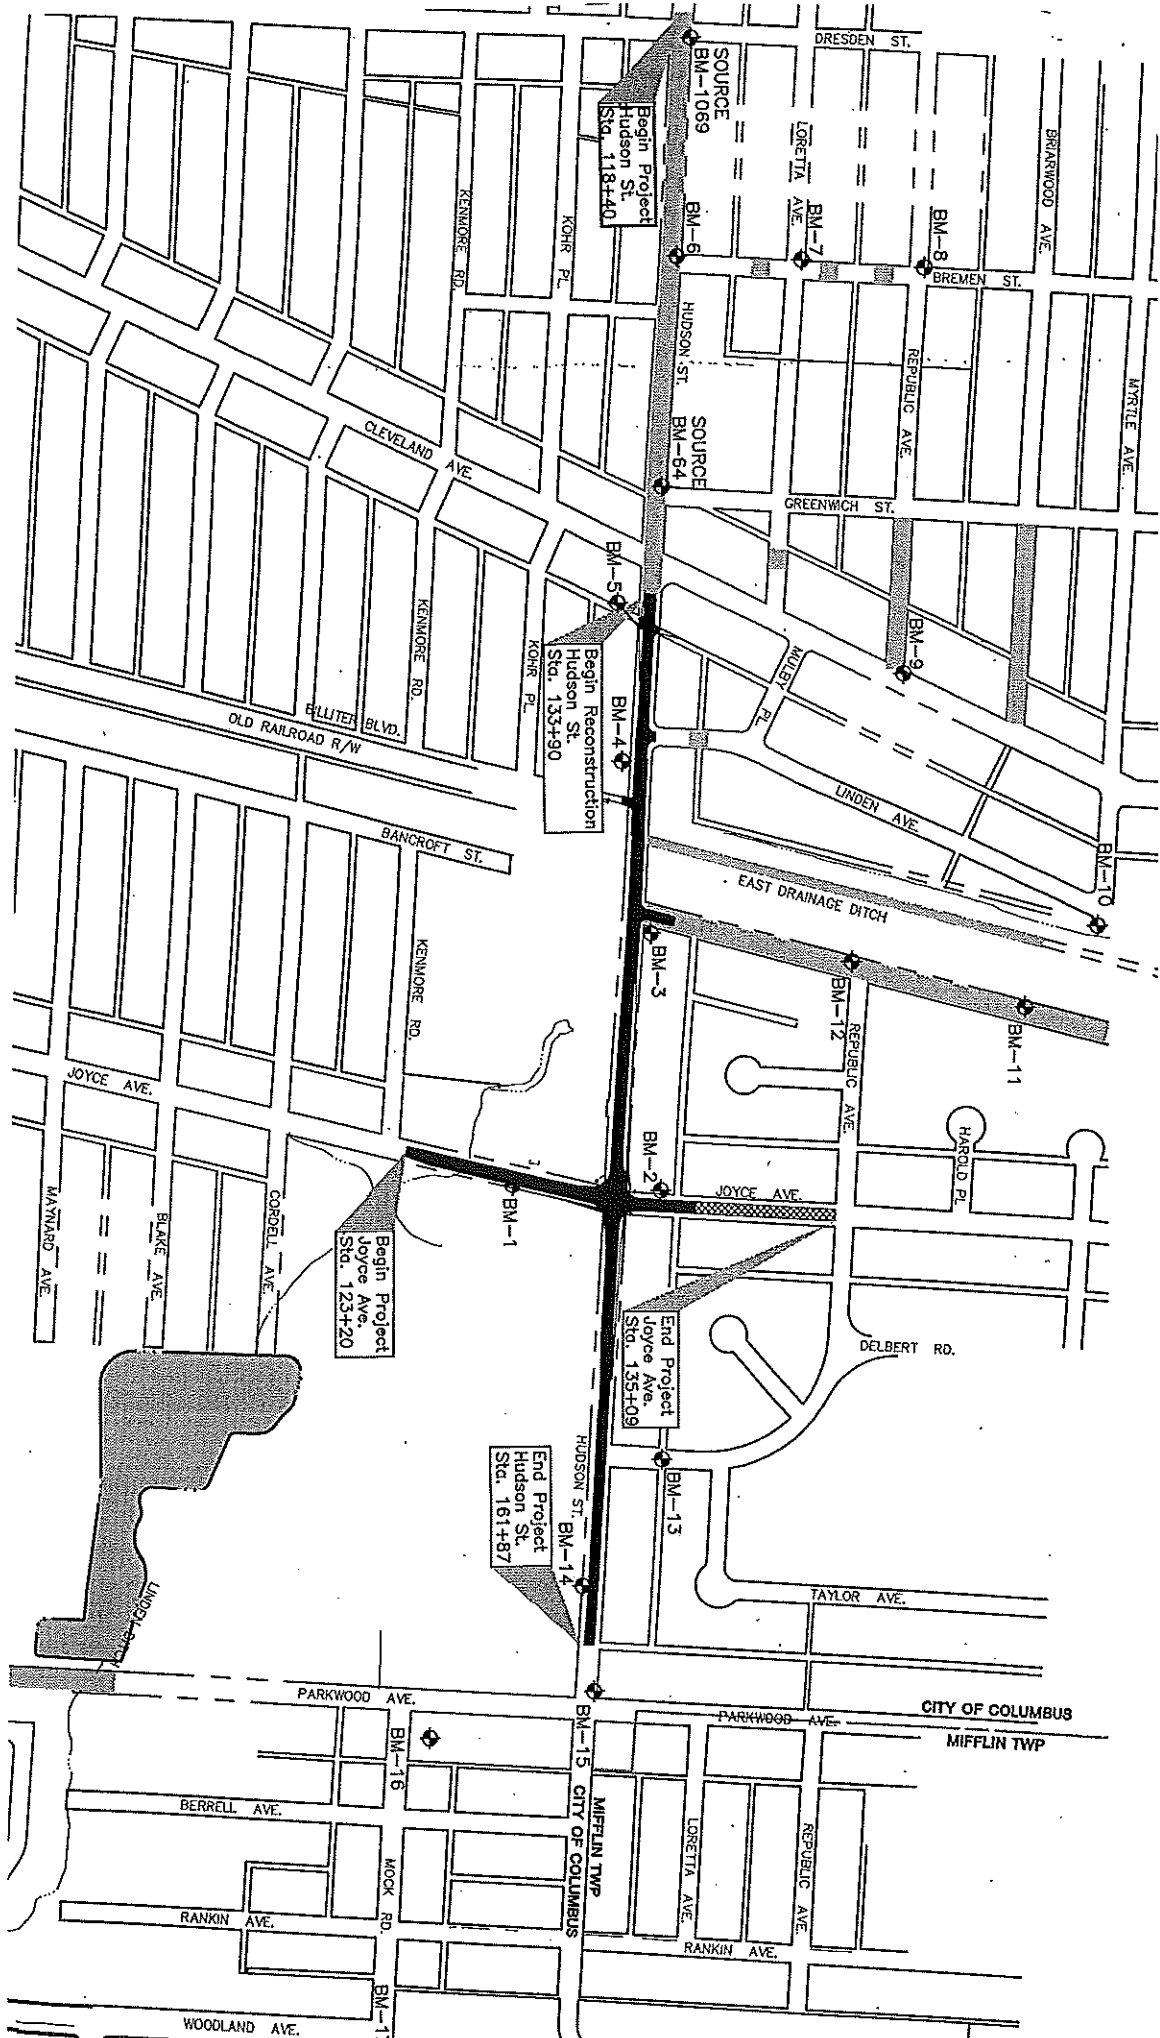 DRESDEN ST.
SOURCE
BM-1069
Begin Project
Hudson St.
Sta. 118+40
LORETTA AVE.
BRIARWOOD AVE.
KENMORE RD.
KOHR PL.
BM-6
BM-7
BM-8
BREMEN ST.
HUDSON ST.
REPUBLIC AVE.
MYRTLE AVE.
CLEVELAND AVE.
SOURCE
BM-64
GREENWICH ST.
BM-5
KENMORE RD.
KOHR PL.
Begin Reconstruction
Hudson St.
Sta. 133+90
MULBY PL.
BM-9
BILLITER BLVD.
OLD RAILROAD R/W
BM-4
LINDEN AVE.
BANCROFT ST.
BM-10
EAST DRAINAGE DITCH
KENMORE RD.
BM-3
BM-12
BM-11
REPUBLIC AVE.
JOYCE AVE.
HAROLD PL.
BM-2
JOYCE AVE.
BM-1
MAYNARD AVE.
BLAKE AVE.
CORDELL AVE.
Begin Project
Joyce Ave.
Sta. 123+20
End Project
Joyce Ave.
Sta. 135+09
DELBERT RD.
HUDSON ST.
End Project
Hudson St.
Sta. 161+87
BM-13
BM-14
TAYLOR AVE.
LINDEN DITCH
PARKWOOD AVE.
BM-15
PARKWOOD AVE.
CITY OF COLUMBUS
MIFFLIN TWP
BM-16
BERRELL AVE.
MIFFLIN TWP
CITY OF COLUMBUS
LORETTA AVE.
REPUBLIC AVE.
MOCK RD.
RANKIN AVE.
RANKIN AVE.
WOODLAND AVE.